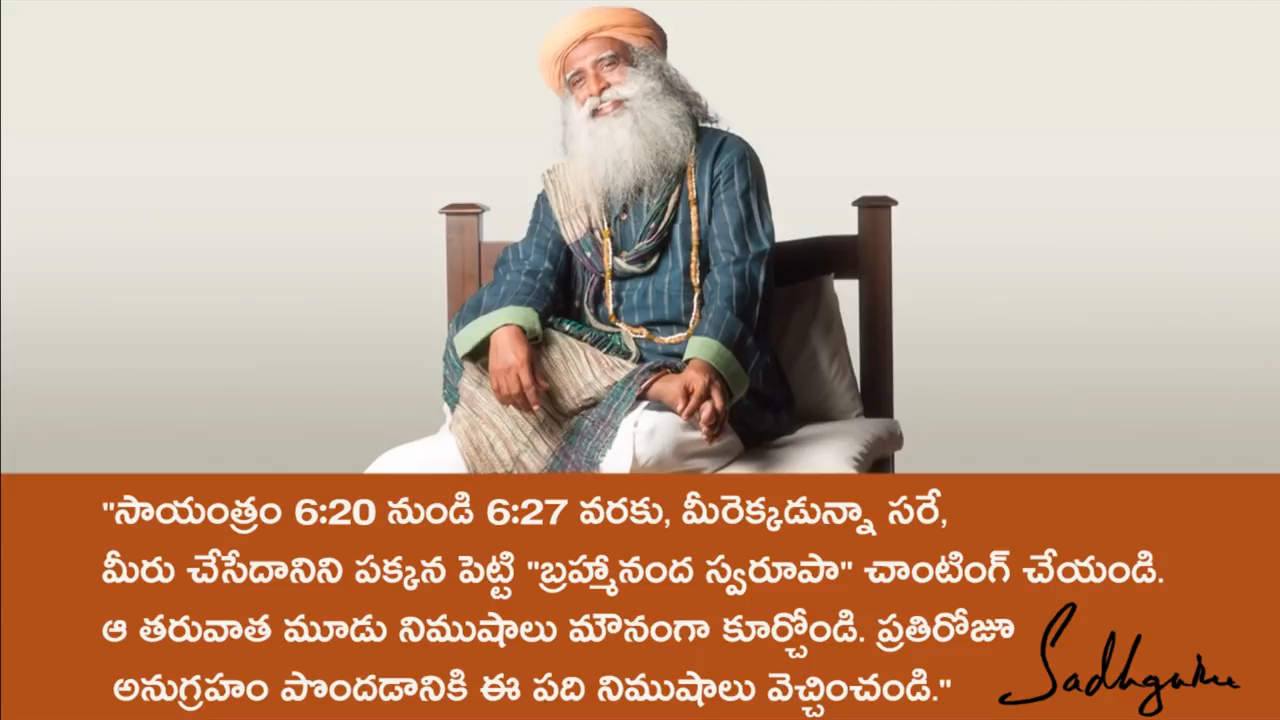 "సాయంత్రం 6:20 నుండి 6:27 వరకు, మీరెక్కడున్నా సరే,
మీరు చేసేదానిని పక్కన పెట్టి "బ్రహ్మానంద స్వరూపా" చాంటింగ్ చేయండి.
ఆ తరువాత మూడు నిముషాలు మౌనంగా కూర్చోండి. ప్రతిరోజూ
అనుగ్రహం పొందడానికి ఈ పది నిముషాలు వెచ్చించండి."
Sadhguru